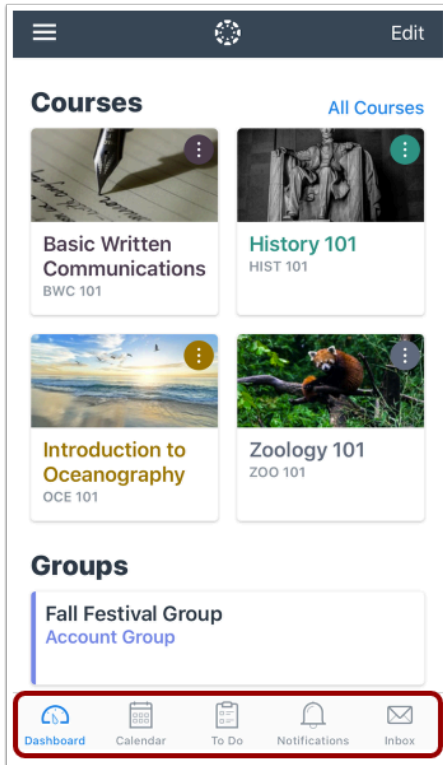 Edit
Courses
All Courses
Basic Written
Communications
BWC 101
History 101
HIST 101
Introduction to
Oceanography
OCE 101
Zoology 101
ZOO 101
Groups
Fall Festival Group
Account Group
Dashboard
Calendar
To Do
Notifications
Inbox